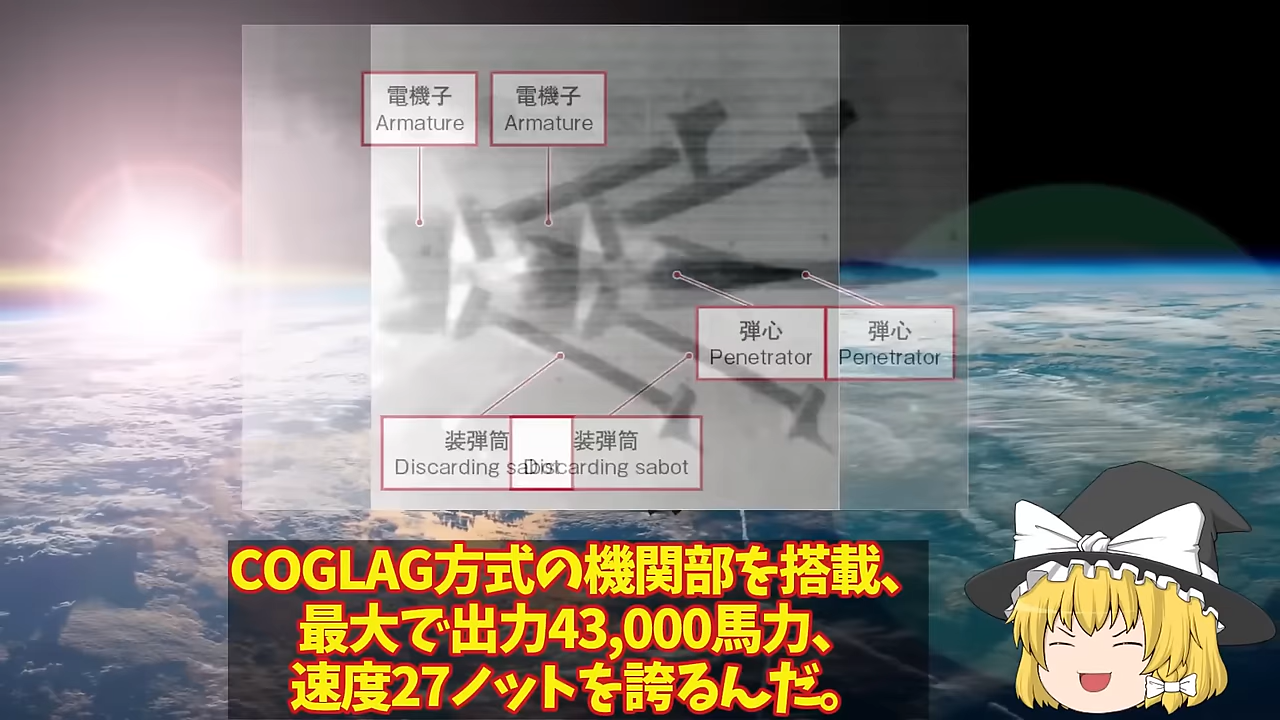 電機子
Armature
電機子
Armature
弾心
Penetrator
弾心
Penetrator
装弾筒
Discarding sabot
装弾筒
Discarding sabot
COGLAG方式の機関部を搭載、
最大で出力43,000馬力、
速度27ノットを誇るんだ。